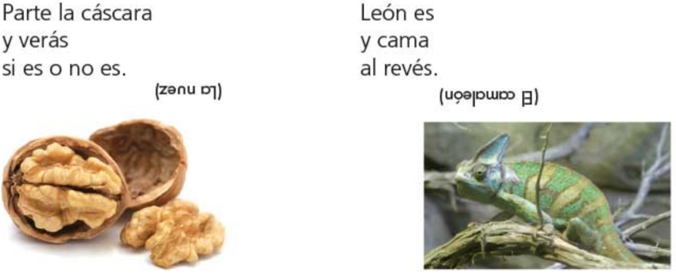 Parte la cáscara
y verás
si es o no es.
(La nuez)
León es
y cama
al revés.
(El camaleón)